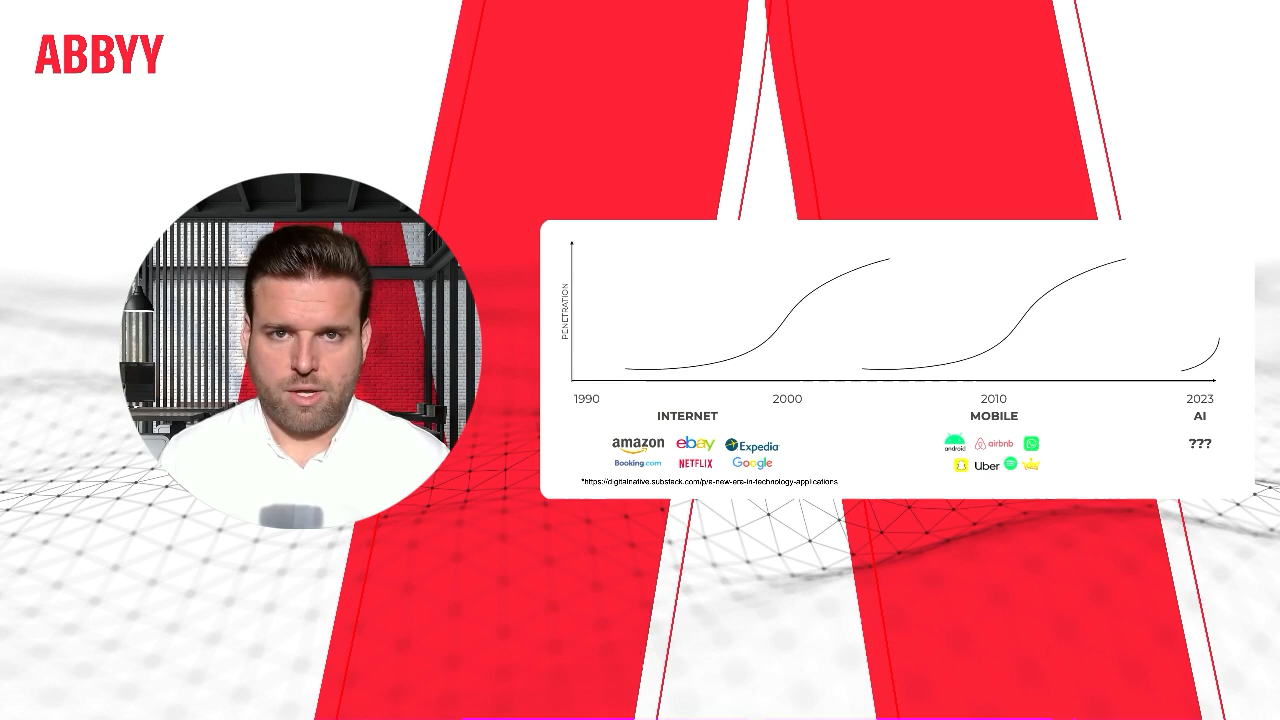 ABBYY
PENETRATION
1990 2000 2010 2023
INTERNET MOBILE AI
amazon ebay Expedia android airbnb ???
Booking.com NETFLIX Google Uber
*https://digitalnative.substack.com/p/a-new-era-in-technology-applications